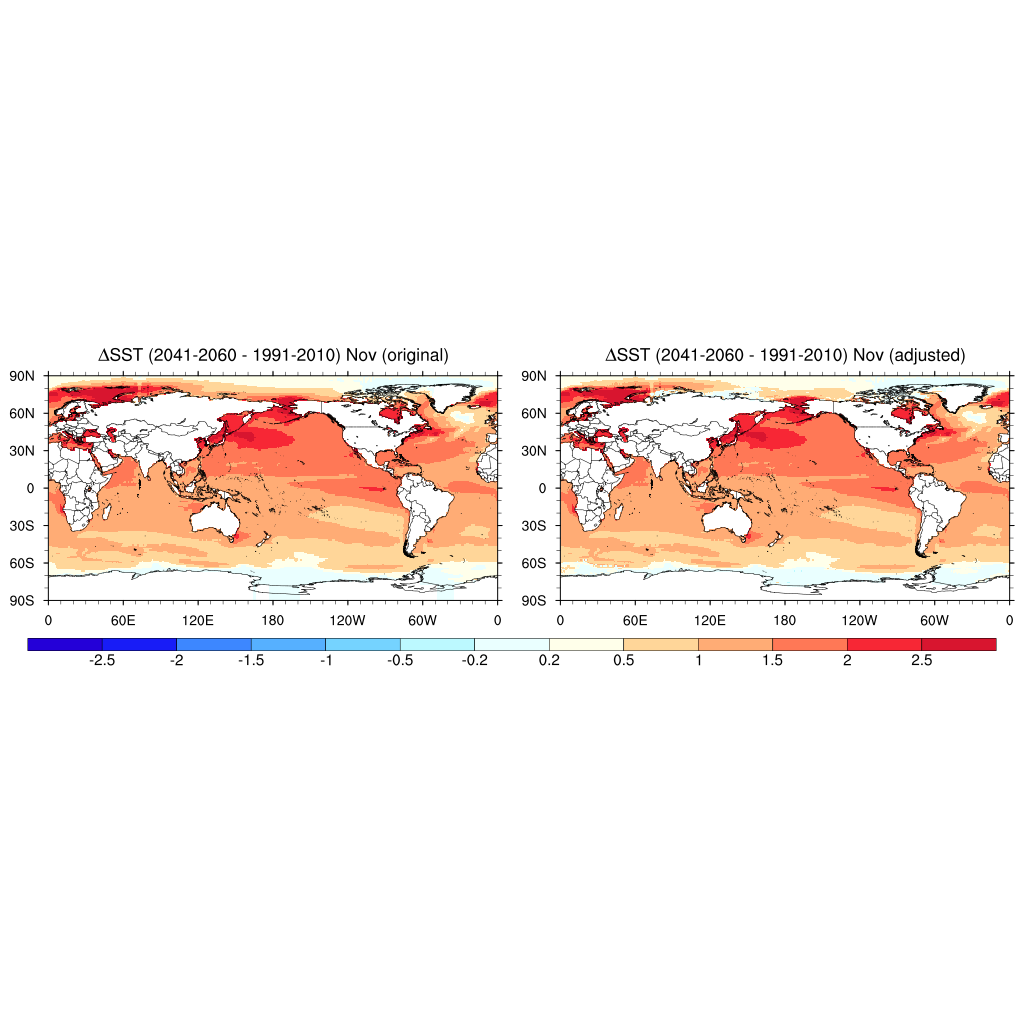 ΔSST (2041-2060 - 1991-2010) Nov (original)
ΔSST (2041-2060 - 1991-2010) Nov (adjusted)
90N
60N
30N
0
30S
60S
90S
0 60E 120E 180 120W 60W 0
90N
60N
30N
0
30S
60S
90S
0 60E 120E 180 120W 60W 0
-2.5 -2 -1.5 -1 -0.5 -0.2 0.2 0.5 1 1.5 2 2.5